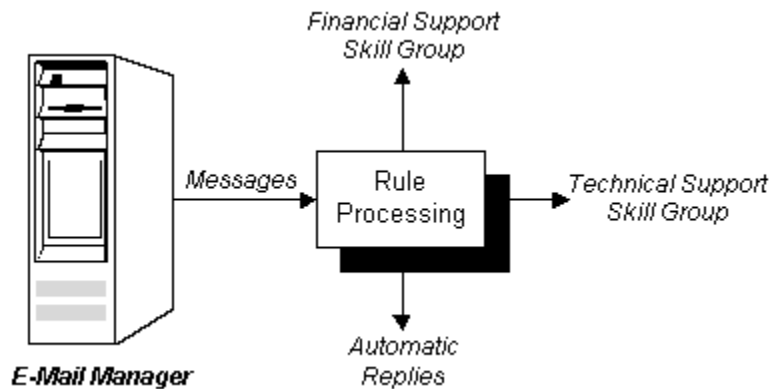 Financial Support
Skill Group
Messages
Rule
Processing
Technical Support
Skill Group
Automatic
Replies
E-Mail Manager